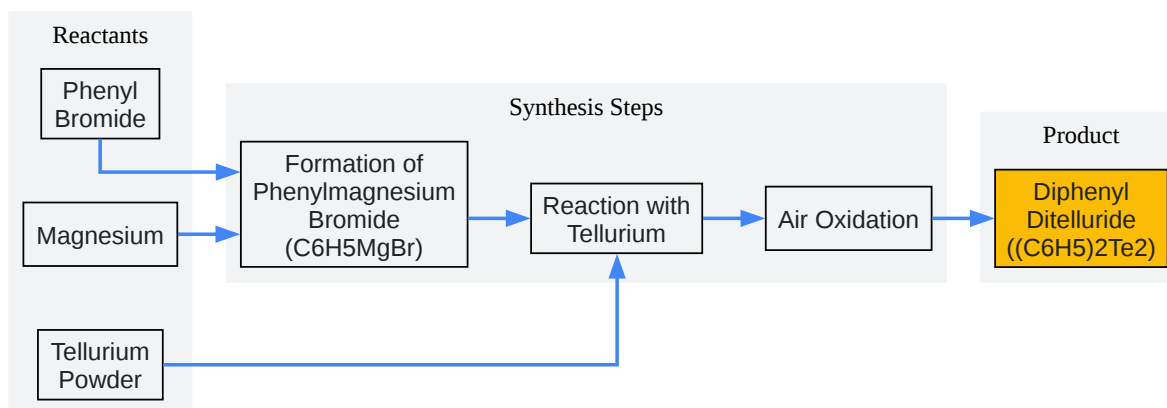 Reactants
Phenyl
Bromide
Magnesium
Tellurium
Powder
Synthesis Steps
Formation of
Phenylmagnesium
Bromide
(C6H5MgBr)
Reaction with
Tellurium
Air Oxidation
Product
Diphenyl
Ditelluride
((C6H5)2Te2)